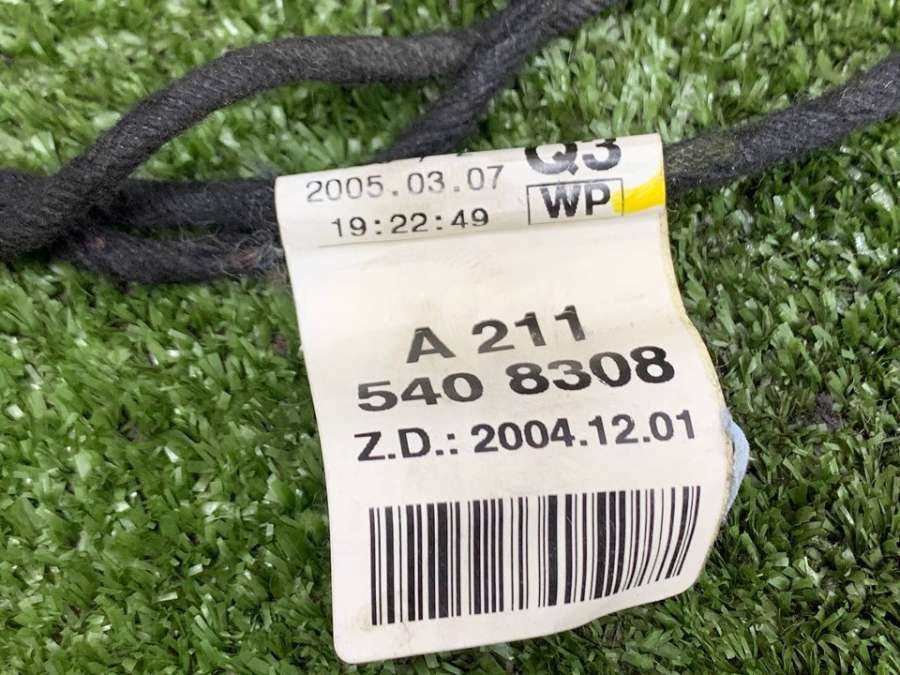 Q3
2005.03.07
WP
19:22:49
A 211
540 8308
Z.D.: 2004.12.01